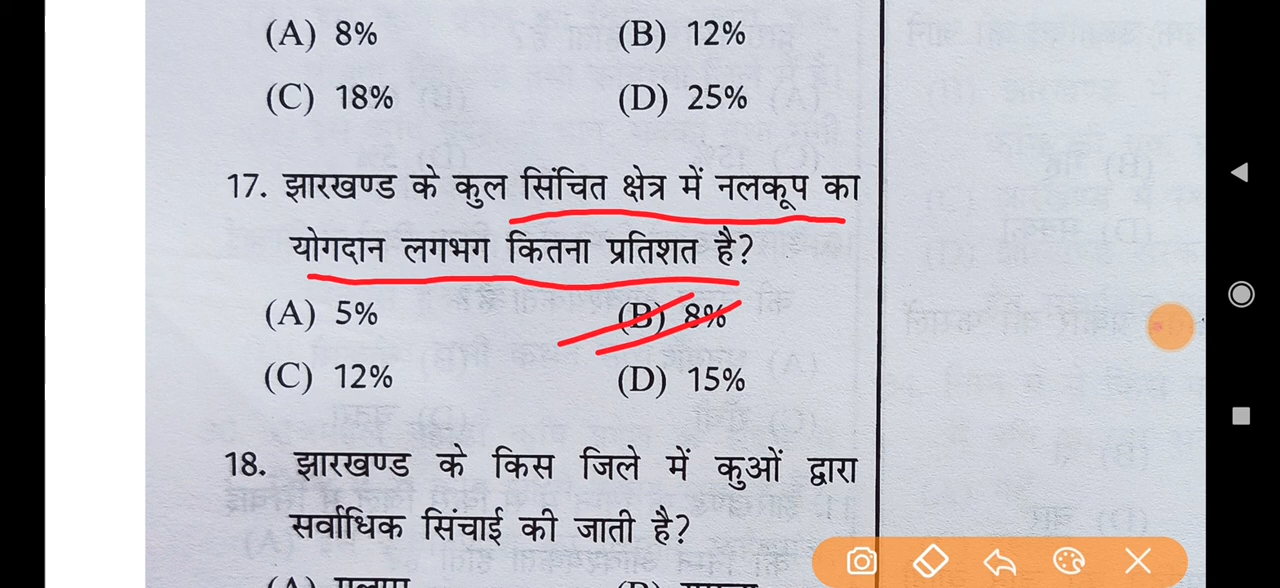 (A) 8% (B) 12%
(C) 18% (D) 25%
17. झारखण्ड के कुल सिंचित क्षेत्र में नलकूप का
योगदान लगभग कितना प्रतिशत है?
(A) 5% (B) 8%
(C) 12% (D) 15%
18. झारखण्ड के किस जिले में कुओं द्वारा
सर्वाधिक सिंचाई की जाती है?
(A) (B)